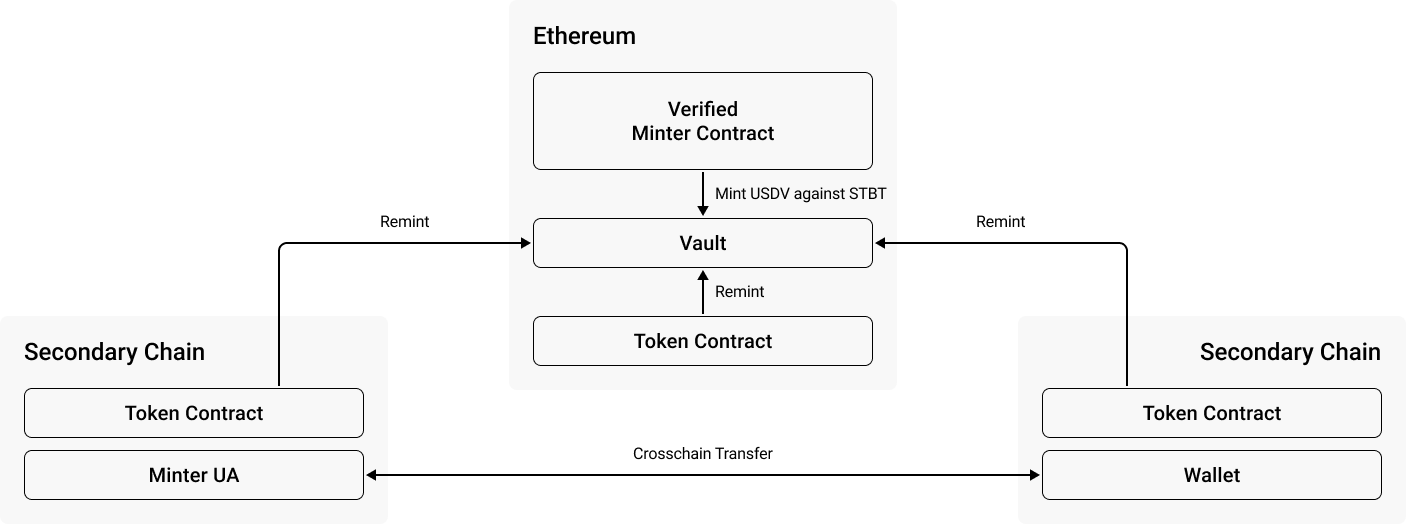 Ethereum
Verified
Minter Contract
Mint USDV against STBT
Remint
Remint
Vault
Remint
Token Contract
Secondary Chain
Secondary Chain
Token Contract
Token Contract
Crosschain Transfer
Minter UA
Wallet